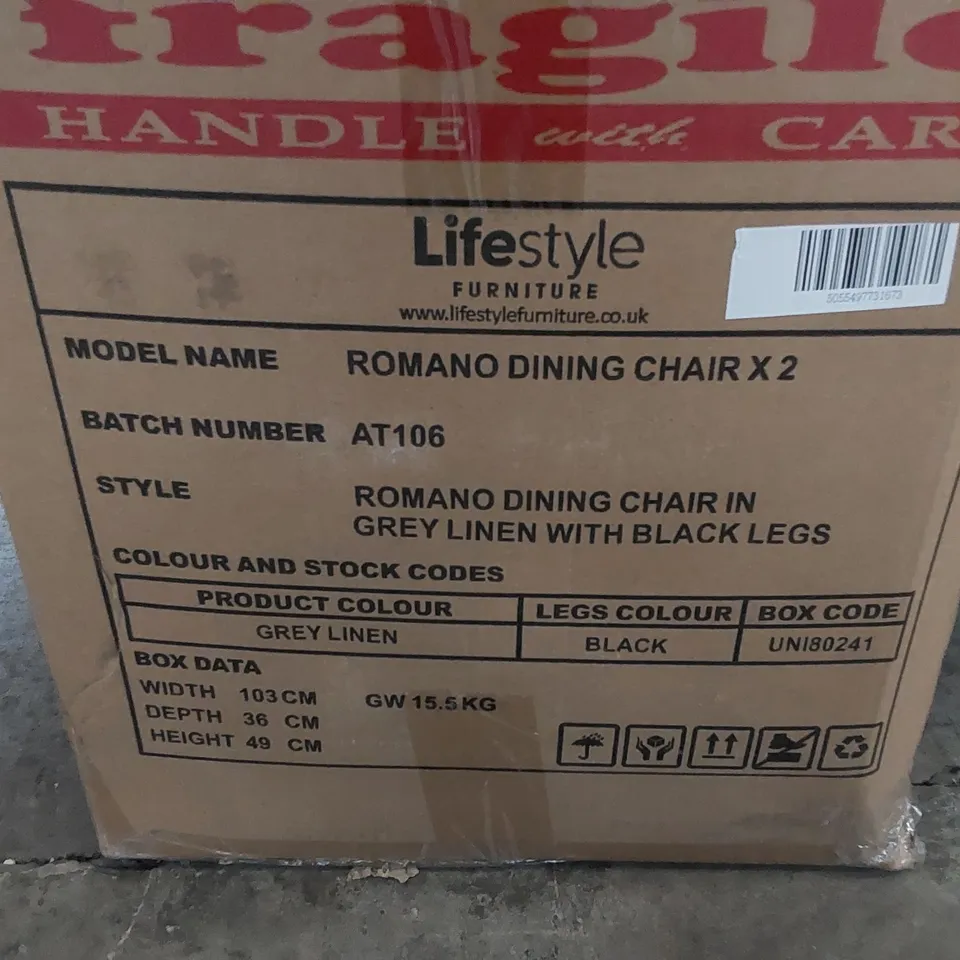 fragile
HANDLE with CAR
Lifestyle
FURNITURE
www.lifestylefurniture.co.uk
5055497731673
MODEL NAME ROMANO DINING CHAIR X 2
BATCH NUMBER AT106
STYLE ROMANO DINING CHAIR IN
GREY LINEN WITH BLACK LEGS
COLOUR AND STOCK CODES
PRODUCT COLOUR LEGS COLOUR BOX CODE
GREY LINEN BLACK UNI80241
BOX DATA
WIDTH 103 CM GW 15.5 KG
DEPTH 36 CM
HEIGHT 49 CM